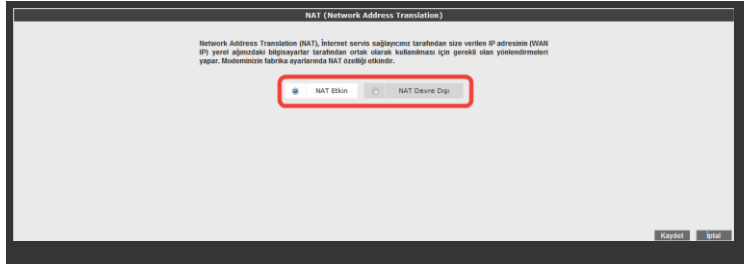 NAT (Network Address Translation)
Network Address Translation (NAT), İnternet servis sağlayıcınız tarafından size verilen IP adresinin (WAN
IP) yerel ağınızdaki bilgisayarlar tarafından ortak olarak kullanılması için gerekli olan yönlendirmeleri
yapar. Modeminizin fabrika ayarlarında NAT özelliği etkindir.
NAT Etkin NAT Devre Dışı
Kaydet İptal